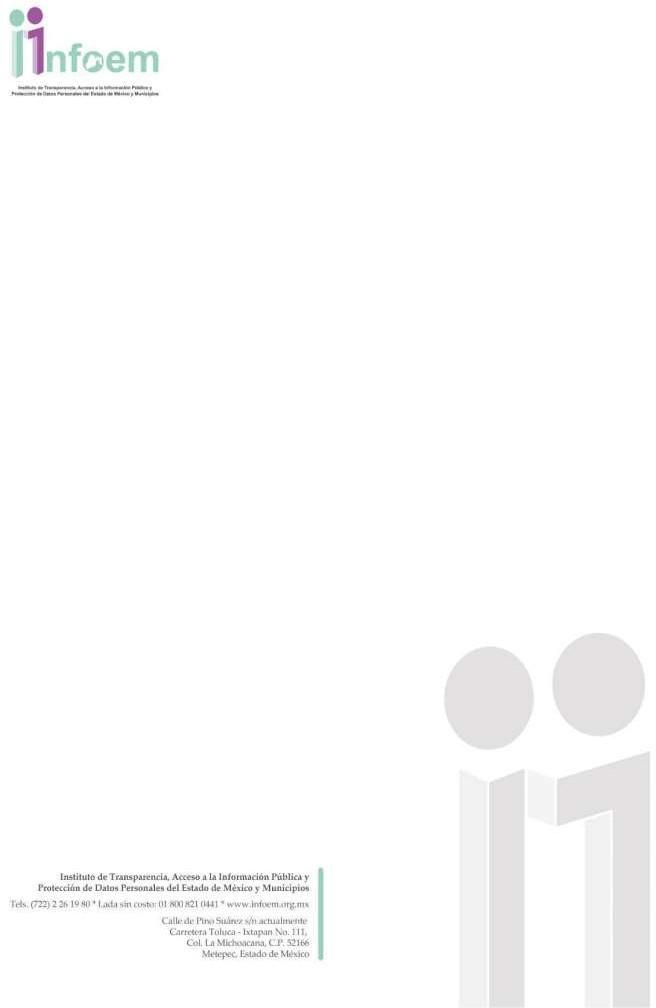 infoem
Instituto de Transparencia, Acceso a la Información Pública y
Protección de Datos Personales del Estado de México y Municipios
Instituto de Transparencia, Acceso a la Información Pública y
Protección de Datos Personales del Estado de México y Municipios
Tels. (722) 2 26 19 80 * Lada sin costo: 01 800 821 0441 * www.infoem.org.mx
Calle de Pino Suárez s/n actualmente
Carretera Toluca - Ixtapan No. 111,
Col. La Michoacana, C.P. 52166
Metepec, Estado de México